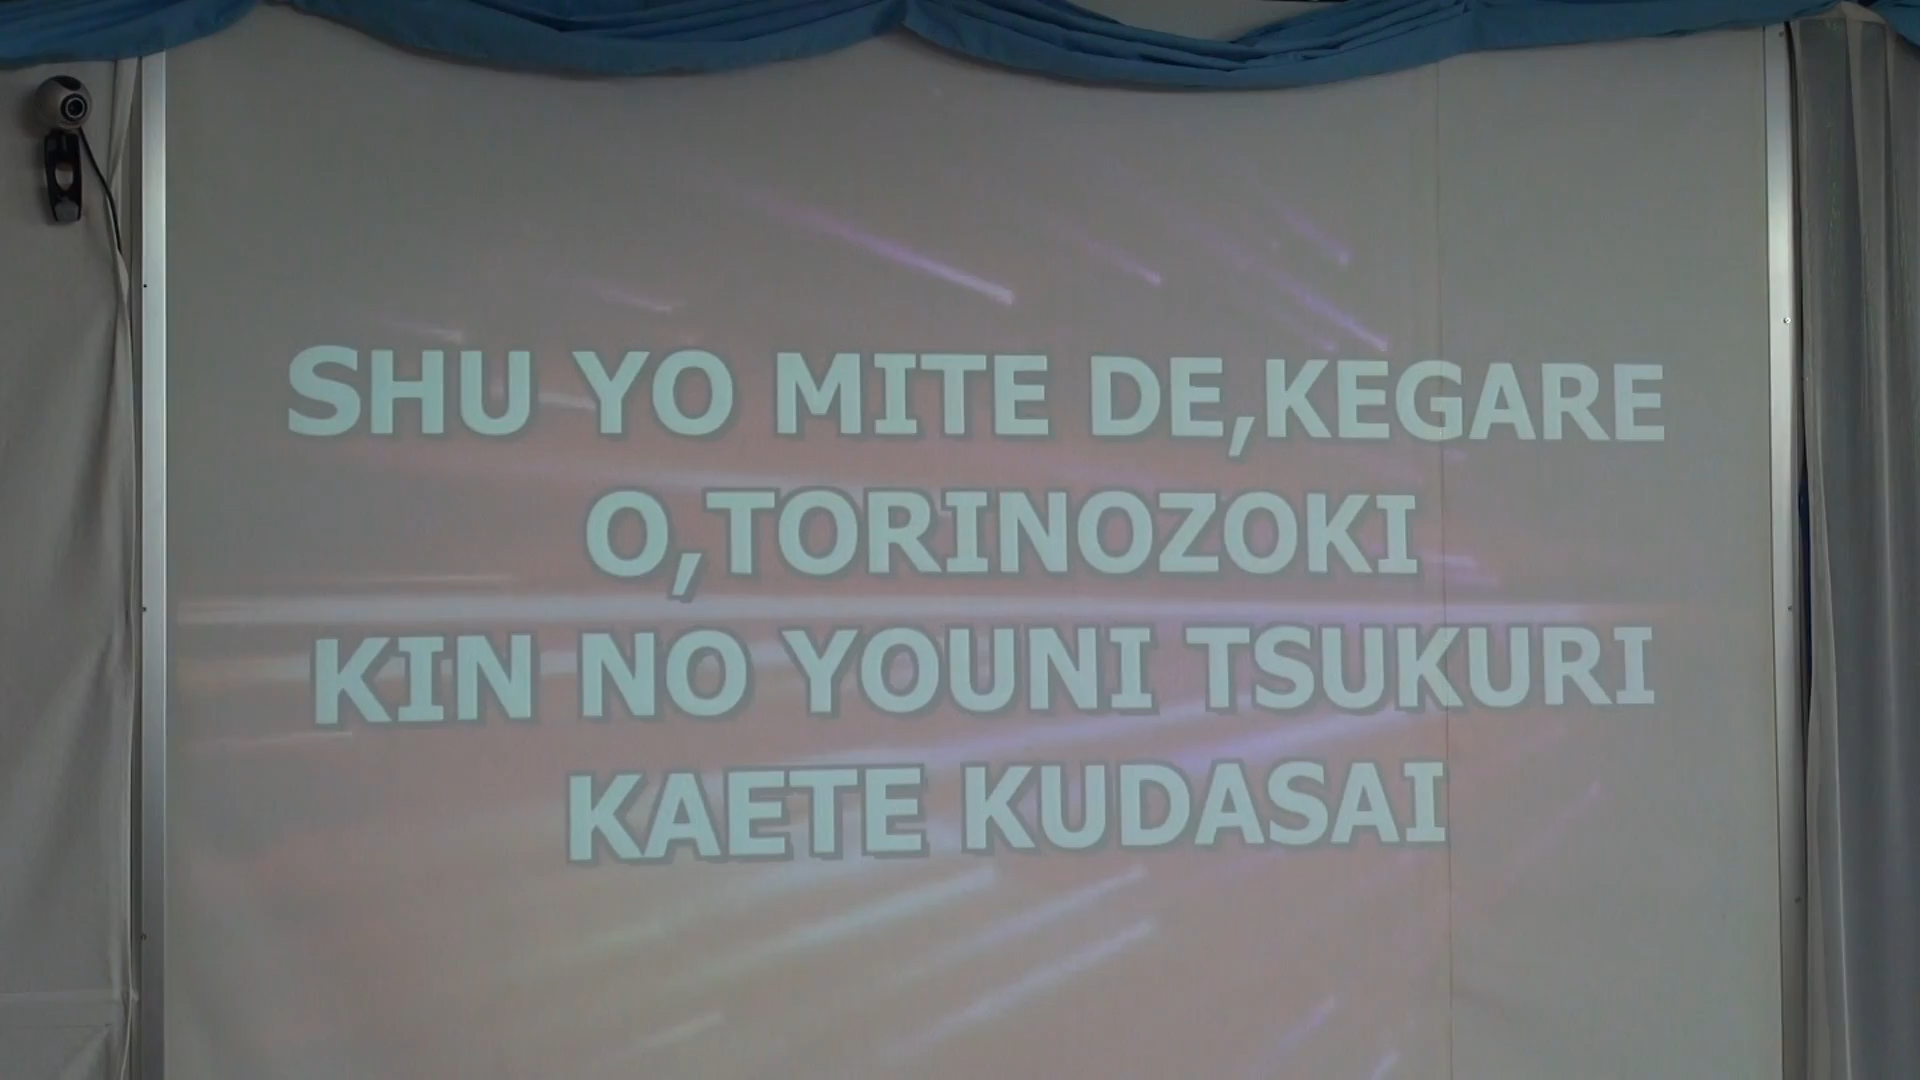 SHU YO MITE DE,KEGARE
O,TORINOZOKI
KIN NO YOUNI TSUKURI
KAETE KUDASAI